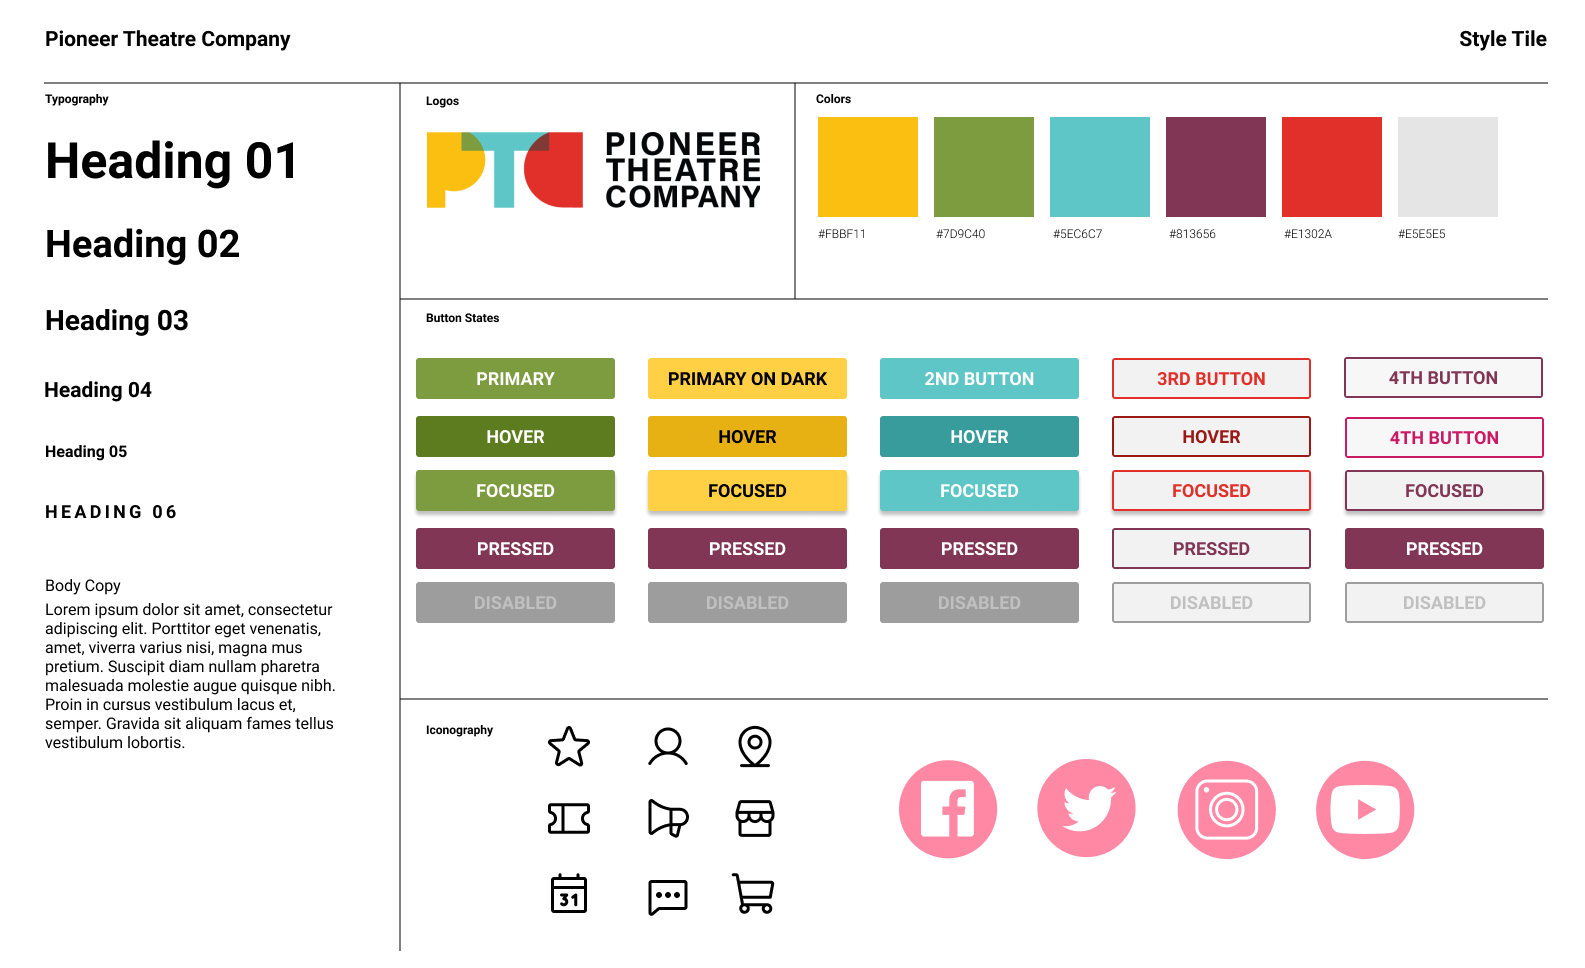 Pioneer Theatre Company
Style Tile
Typography
Heading 01
Heading 02
Heading 03
Heading 04
Heading 05
HEADING 06
Body Copy
Lorem ipsum dolor sit amet, consectetur
adipiscing elit. Porttitor eget venenatis,
amet, viverra varius nisi, magna mus
pretium. Suscipit diam nullam pharetra
malesuada molestie augue quisque nibh.
Proin in cursus vestibulum lacus et,
semper. Gravida sit aliquam fames tellus
vestibulum lobortis.
Logos
PTC
PIONEER
THEATRE
COMPANY
Colors
#FBBF11 #7D9C40 #5EC6C7 #813656 #E1302A #E5E5E5
Button States
PRIMARY PRIMARY ON DARK 2ND BUTTON 3RD BUTTON 4TH BUTTON
HOVER HOVER HOVER HOVER 4TH BUTTON
FOCUSED FOCUSED FOCUSED FOCUSED FOCUSED
PRESSED PRESSED PRESSED PRESSED PRESSED
DISABLED DISABLED DISABLED DISABLED DISABLED
Iconography
31